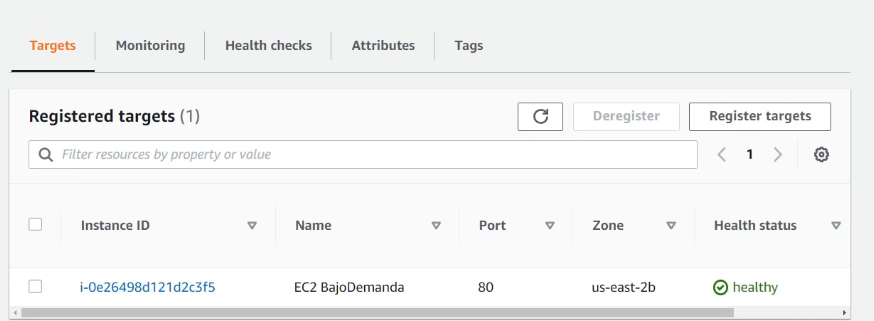 Targets Monitoring Health checks Attributes Tags
Registered targets (1) Deregister Register targets
Filter resources by property or value 1
Instance ID Name Port Zone Health status
i-0e26498d121d2c3f5 EC2 BajoDemanda 80 us-east-2b healthy